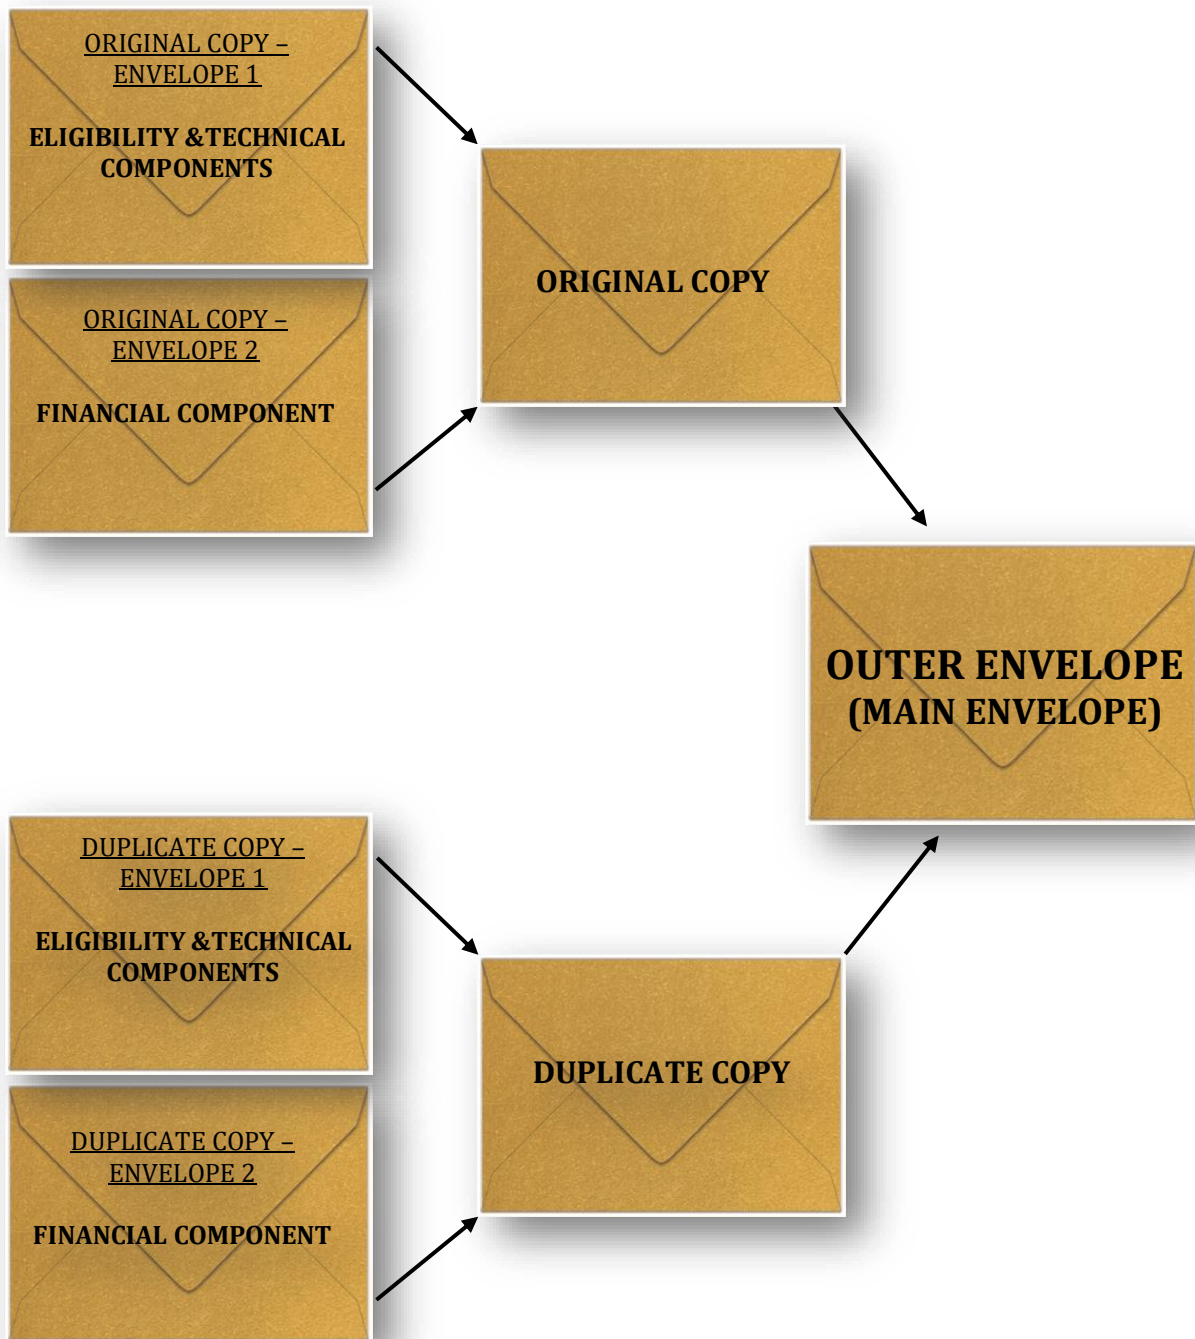 ORIGINAL COPY –
ENVELOPE 1
ELIGIBILITY &TECHNICAL
COMPONENTS
ORIGINAL COPY –
ENVELOPE 2
FINANCIAL COMPONENT
ORIGINAL COPY
OUTER ENVELOPE
(MAIN ENVELOPE)
DUPLICATE COPY –
ENVELOPE 1
ELIGIBILITY &TECHNICAL
COMPONENTS
DUPLICATE COPY –
ENVELOPE 2
FINANCIAL COMPONENT
DUPLICATE COPY